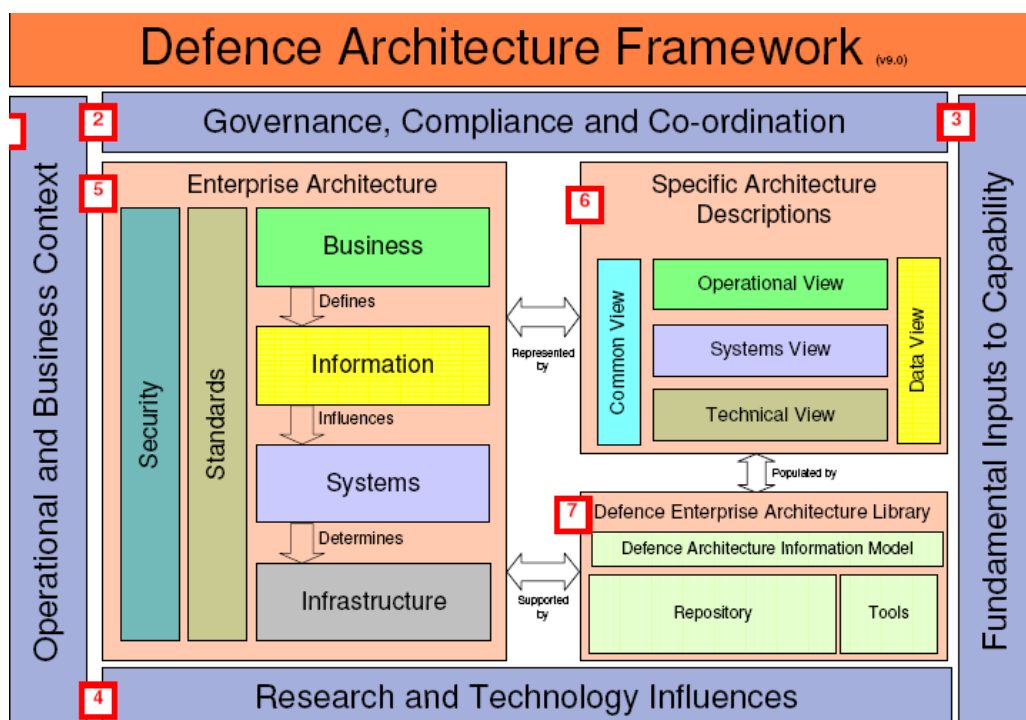 Defence Architecture Framework (v9.0)
2
Governance, Compliance and Co-ordination
3
Operational and Business Context
5
Enterprise Architecture
Security
Standards
Business
Defines
Information
Influences
Systems
Determines
Infrastructure
Represented
by
Supported
by
6
Specific Architecture
Descriptions
Common View
Operational View
Systems View
Technical View
Data View
Populated by
7
Defence Enterprise Architecture Library
Defence Architecture Information Model
Repository
Tools
Fundamental Inputs to Capability
4
Research and Technology Influences